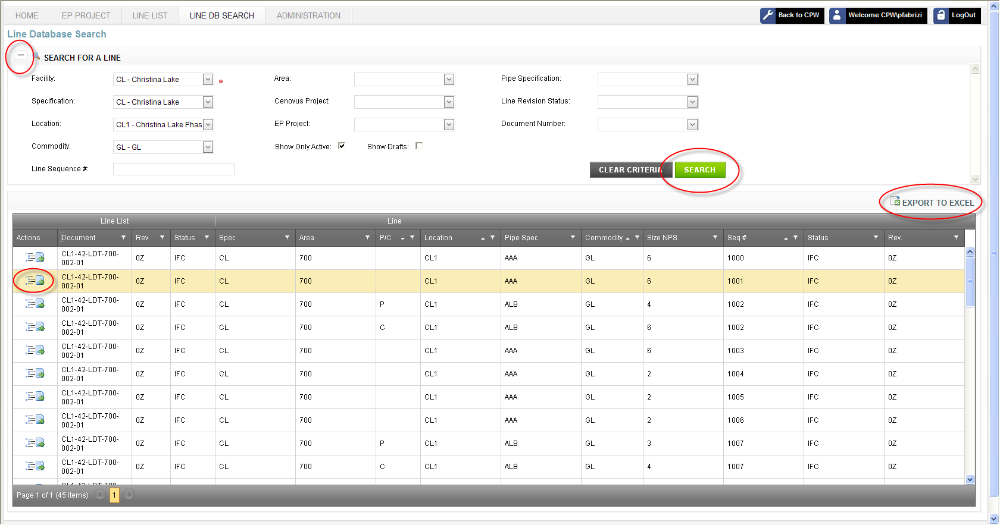 HOME EP PROJECT LINE LIST LINE DB SEARCH ADMINISTRATION Back to CPW Welcome CPW\pfabrizi LogOut
Line Database Search
SEARCH FOR A LINE
Facility: CL - Christina Lake Area: Pipe Specification:
Specification: CL - Christina Lake Cenovus Project: Line Revision Status:
Location: CL1 - Christina Lake Phas EP Project: Document Number:
Commodity: GL - GL Show Only Active: Show Drafts:
Line Sequence #: CLEAR CRITERIA SEARCH
EXPORT TO EXCEL
Line List Line
Actions Document Rev. Status Spec Area P/C Location Pipe Spec Commodity Size NPS Seq # Status Rev.
CL1-42-LDT-700-
002-01 0Z IFC CL 700 CL1 AAA GL 6 1000 IFC 0Z
CL1-42-LDT-700-
002-01 0Z IFC CL 700 CL1 AAA GL 6 1001 IFC 0Z
CL1-42-LDT-700-
002-01 0Z IFC CL 700 P CL1 ALB GL 4 1002 IFC 0Z
CL1-42-LDT-700-
002-01 0Z IFC CL 700 C CL1 ALB GL 6 1002 IFC 0Z
CL1-42-LDT-700-
002-01 0Z IFC CL 700 CL1 AAA GL 6 1003 IFC 0Z
CL1-42-LDT-700-
002-01 0Z IFC CL 700 CL1 AAA GL 2 1004 IFC 0Z
CL1-42-LDT-700-
002-01 0Z IFC CL 700 CL1 AAA GL 2 1005 IFC 0Z
CL1-42-LDT-700-
002-01 0Z IFC CL 700 CL1 AAA GL 2 1006 IFC 0Z
CL1-42-LDT-700-
002-01 0Z IFC CL 700 P CL1 ALB GL 3 1007 IFC 0Z
CL1-42-LDT-700-
002-01 0Z IFC CL 700 C CL1 ALB GL 4 1007 IFC 0Z
Page 1 of 1 (45 items) 1